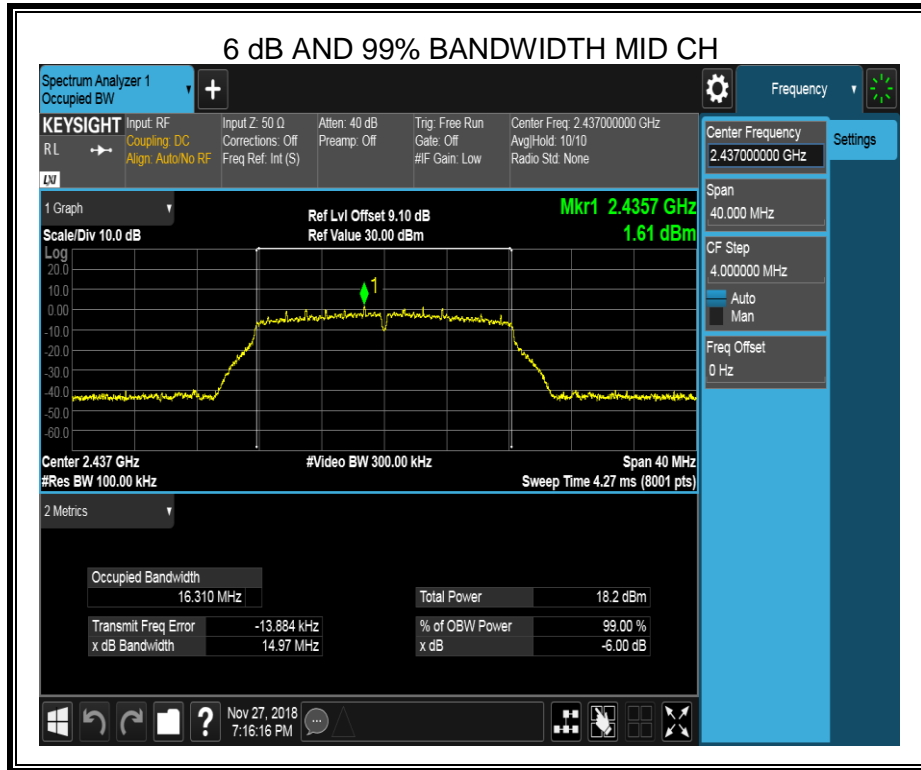 6 dB AND 99% BANDWIDTH MID CH
Spectrum Analyzer 1
Occupied BW
+
Frequency
KEYSIGHT
RL
LXI
Input: RF
Coupling: DC
Align: Auto/No RF
Input Z: 50 Ω
Corrections: Off
Freq Ref: Int (S)
Atten: 40 dB
Preamp: Off
Trig: Free Run
Gate: Off
#IF Gain: Low
Center Freq: 2.437000000 GHz
Avg|Hold: 10/10
Radio Std: None
Center Frequency
2.437000000 GHz
Settings
Span
40.000 MHz
CF Step
4.000000 MHz
Auto
Man
Freq Offset
0 Hz
1 Graph
Scale/Div 10.0 dB
Ref Lvl Offset 9.10 dB
Ref Value 30.00 dBm
Mkr1 2.4357 GHz
1.61 dBm
Log
20.0
10.0
0.00
-10.0
-20.0
-30.0
-40.0
-50.0
-60.0
1
Center 2.437 GHz
#Res BW 100.00 kHz
#Video BW 300.00 kHz
Span 40 MHz
Sweep Time 4.27 ms (8001 pts)
2 Metrics
Occupied Bandwidth
16.310 MHz
Total Power 18.2 dBm
Transmit Freq Error -13.884 kHz
% of OBW Power 99.00 %
x dB Bandwidth 14.97 MHz
x dB -6.00 dB
?
Nov 27, 2018
7:16:16 PM